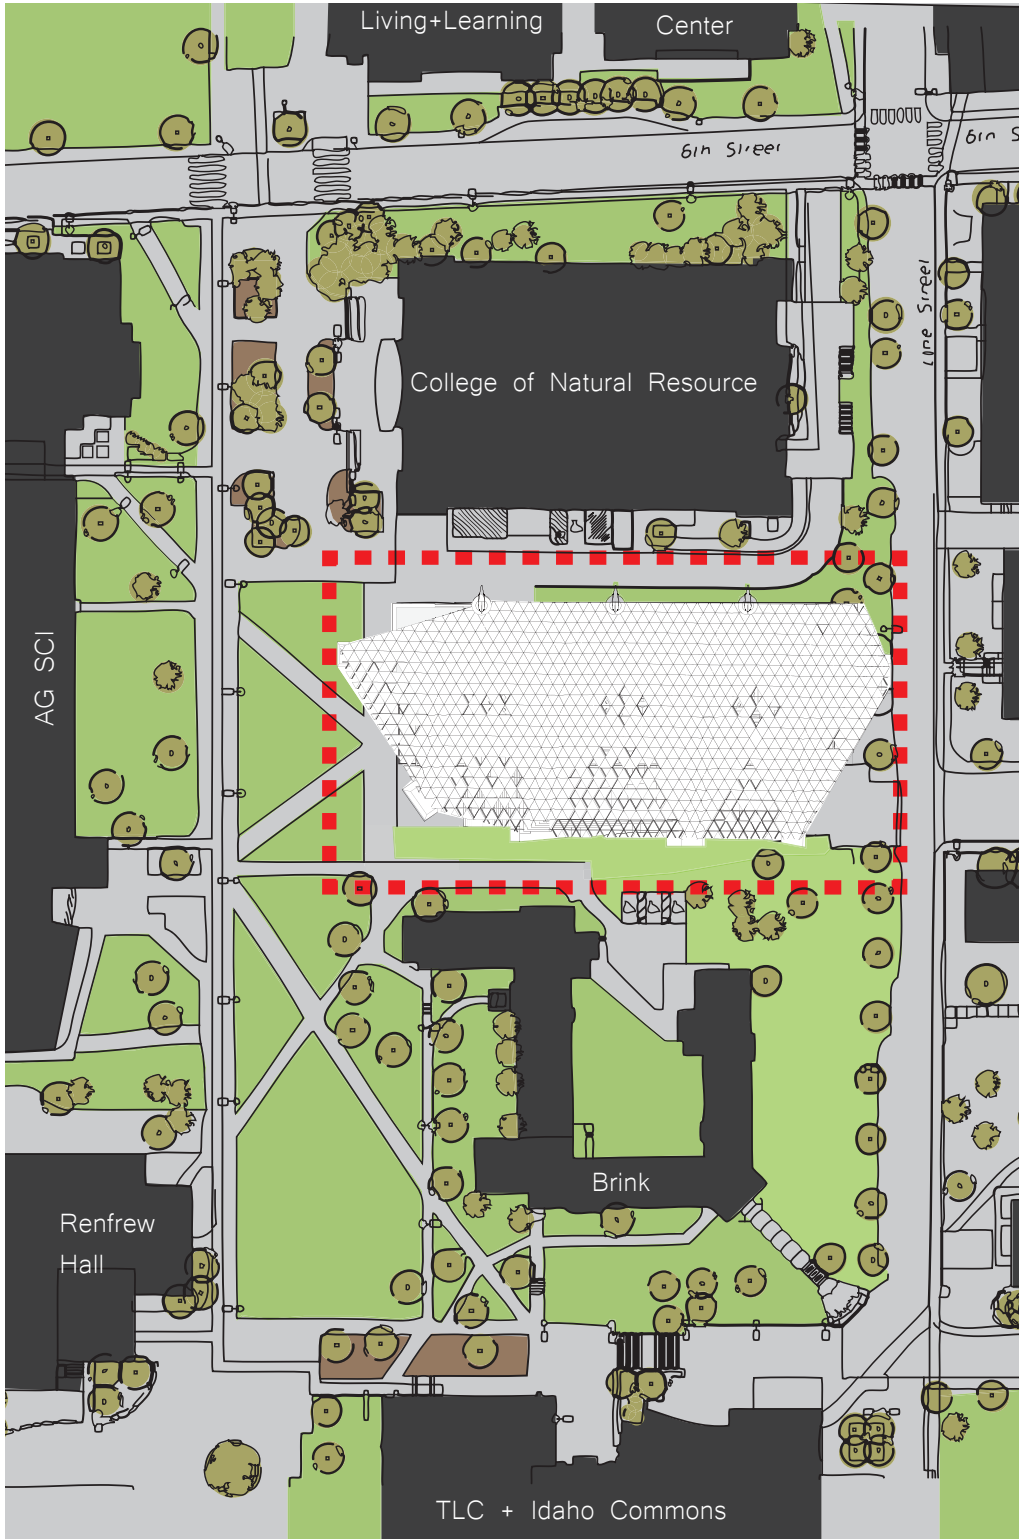 Living+Learning
Center
6th Street
6th S
Line Street
College of Natural Resource
AG SCI
Brink
Renfrew
Hall
TLC + Idaho Commons